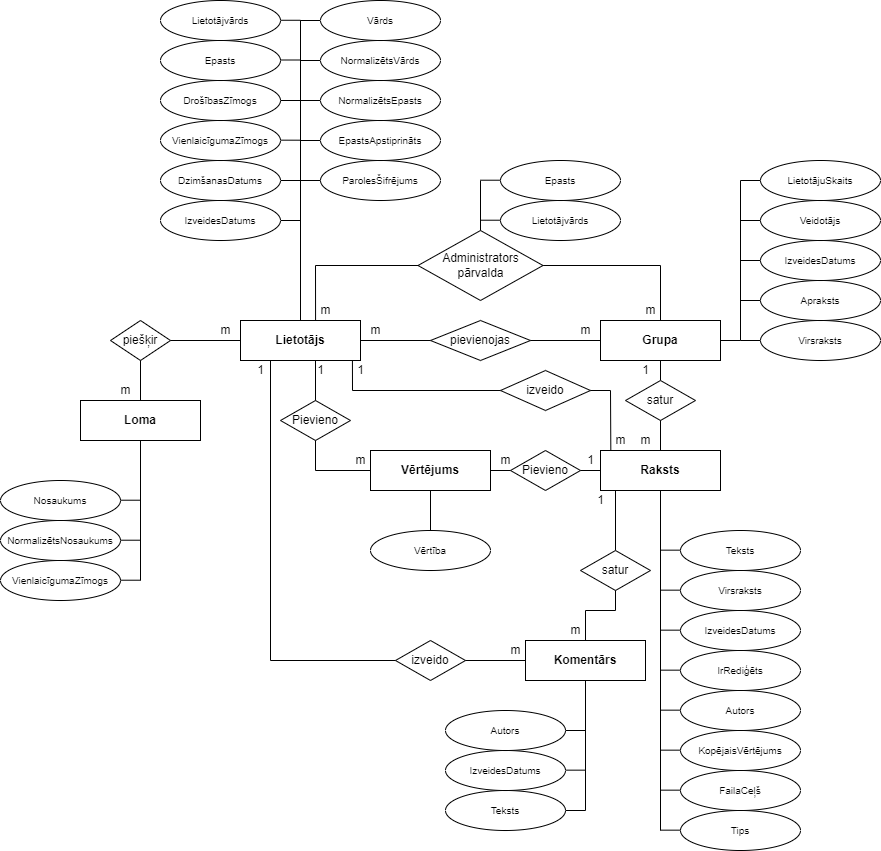 Lietotājvārds
Vārds
Epasts
NormalizētsVārds
DrošībasZīmogs
NormalizētsEpasts
VienlaicīgumaZīmogs
EpastsApstiprināts
DzimšanasDatums
ParolesŠifrējums
IzveidesDatums
Epasts
Lietotājvārds
LietotājuSkaits
Veidotājs
IzveidesDatums
Apraksts
Virsraksts
Administrators
pārvalda
m
m
piešķir
m
Lietotājs
m
pievienojas
m
Grupa
m
Loma
1
1
1
izveido
1
satur
Pievieno
m
m
m
Vērtējums
m
Pievieno
1
Raksts
1
Nosaukums
NormalizētsNosaukums
VienlaicīgumaZīmogs
Vērtība
satur
m
izveido
m
Komentārs
Teksts
Virsraksts
IzveidesDatums
IrRediģēts
Autors
KopējaisVērtējums
FailaCeļš
Tips
Autors
IzveidesDatums
Teksts